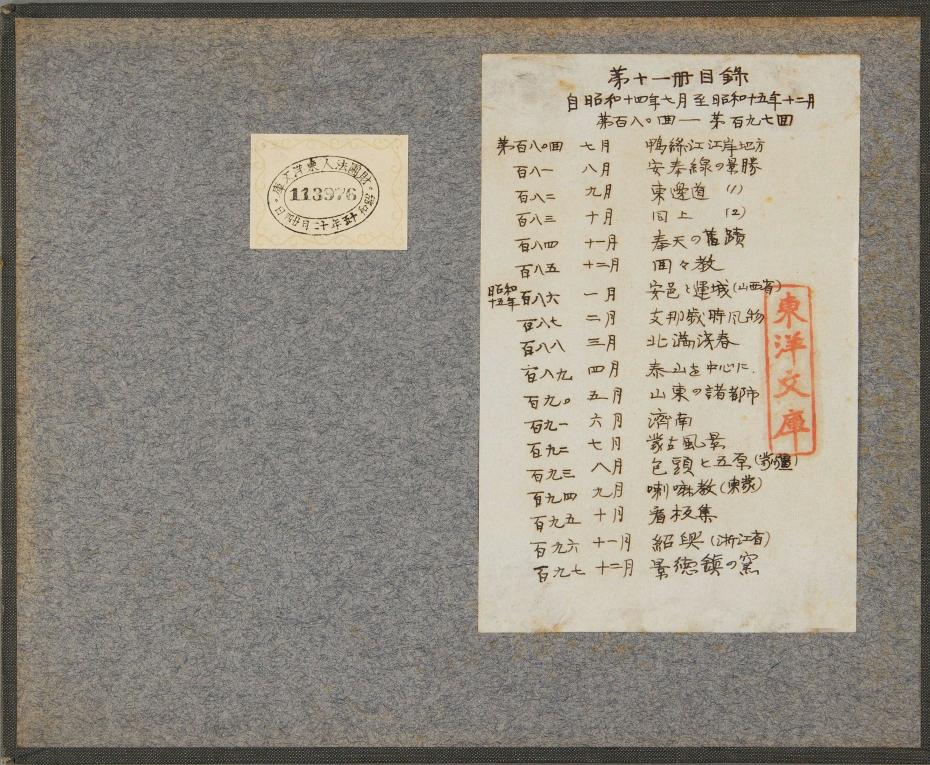 財團法人東洋文庫
113976
昭和十五年十二月廿日
第十一册目錄
自昭和十四年七月至昭和十五年十二月
第百八〇回—第百九七回
第百八〇回 七月 鴨綠江江岸地方
百八一 八月 安奉線の景勝
百八二 九月 東邊道 (1)
百八三 十月 同上 (2)
百八四 十一月 奉天の舊蹟
百八五 十二月 回々教
昭和十五年 百八六 一月 安邑と運城(山西省)
百八七 二月 支那歲時風物
百八八 三月 北滿浅春
百八九 四月 泰山を中心に
百九〇 五月 山東の諸都市
百九一 六月 濟南
百九二 七月 蒙古風景
百九三 八月 包頭と五原(蒙疆)
百九四 九月 喇嘛教(東蒙)
百九五 十月 看板集
百九六 十一月 紹興(浙江省)
百九七 十二月 景德鎮の窯
東洋文庫